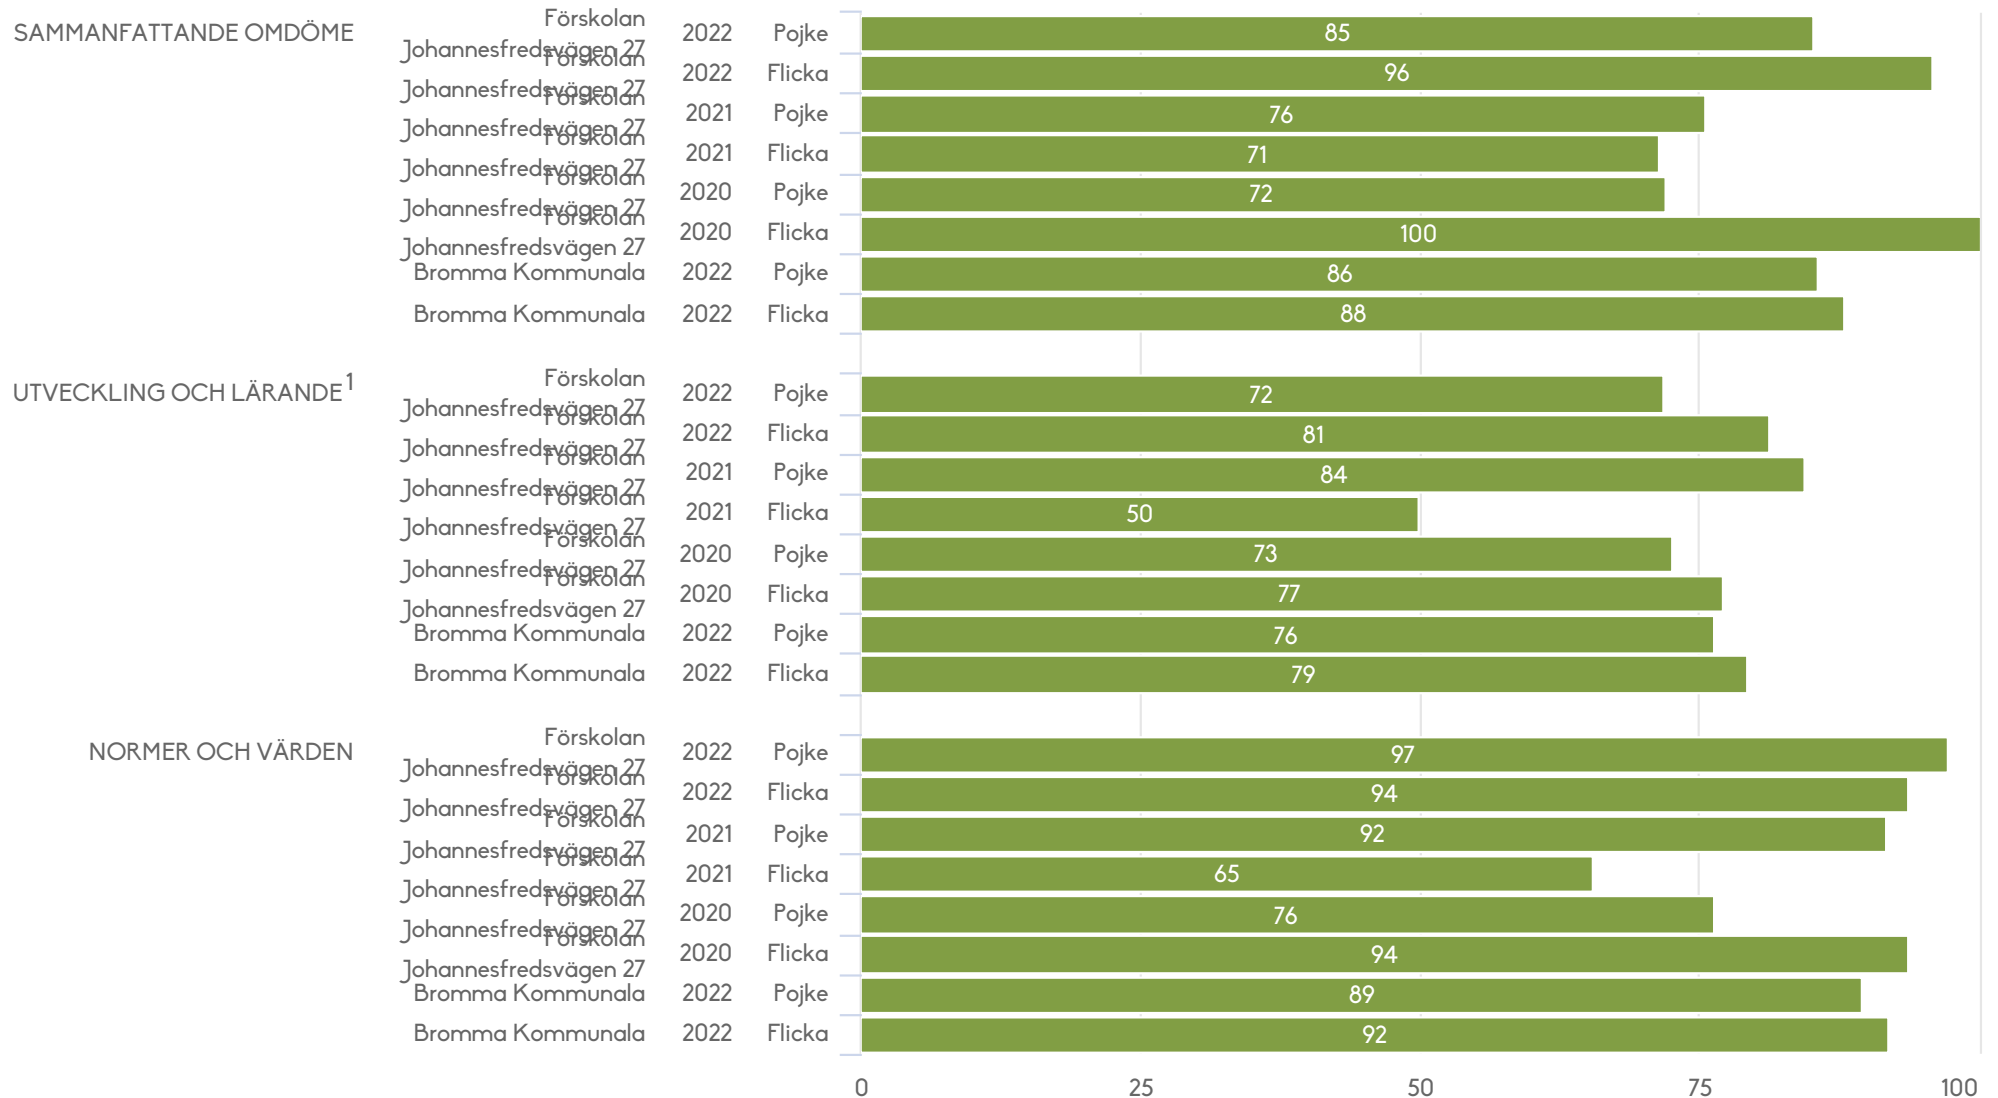 SAMMANFATTANDE OMDÖME
Förskolan
Johannesfredsvägen 27 2022 Pojke 85
Förskolan
Johannesfredsvägen 27 2022 Flicka 96
Förskolan
Johannesfredsvägen 27 2021 Pojke 76
Förskolan
Johannesfredsvägen 27 2021 Flicka 71
Förskolan
Johannesfredsvägen 27 2020 Pojke 72
Förskolan
Johannesfredsvägen 27 2020 Flicka 100
Bromma Kommunala 2022 Pojke 86
Bromma Kommunala 2022 Flicka 88
UTVECKLING OCH LÄRANDE1
Förskolan
Johannesfredsvägen 27 2022 Pojke 72
Förskolan
Johannesfredsvägen 27 2022 Flicka 81
Förskolan
Johannesfredsvägen 27 2021 Pojke 84
Förskolan
Johannesfredsvägen 27 2021 Flicka 50
Förskolan
Johannesfredsvägen 27 2020 Pojke 73
Förskolan
Johannesfredsvägen 27 2020 Flicka 77
Bromma Kommunala 2022 Pojke 76
Bromma Kommunala 2022 Flicka 79
NORMER OCH VÄRDEN
Förskolan
Johannesfredsvägen 27 2022 Pojke 97
Förskolan
Johannesfredsvägen 27 2022 Flicka 94
Förskolan
Johannesfredsvägen 27 2021 Pojke 92
Förskolan
Johannesfredsvägen 27 2021 Flicka 65
Förskolan
Johannesfredsvägen 27 2020 Pojke 76
Förskolan
Johannesfredsvägen 27 2020 Flicka 94
Bromma Kommunala 2022 Pojke 89
Bromma Kommunala 2022 Flicka 92
0 25 50 75 100